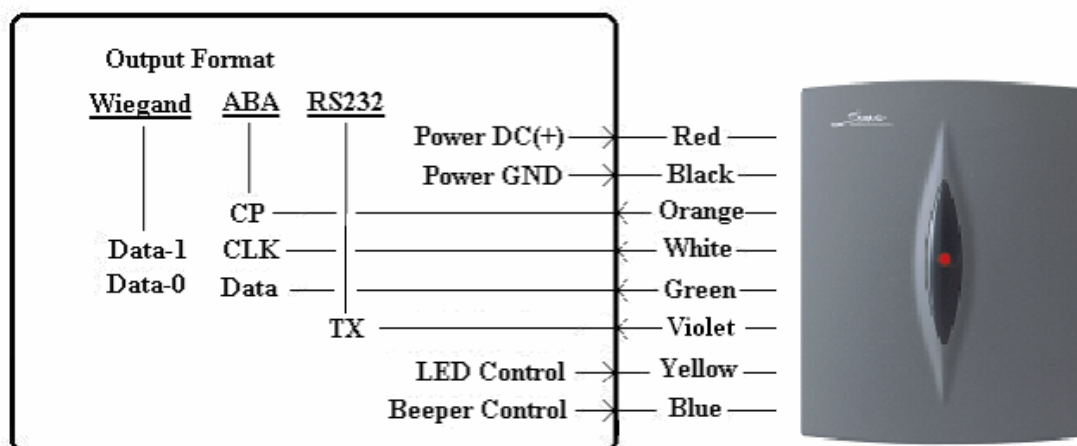 Output Format
Wiegand ABA RS232
Power DC(+) Red
Power GND Black
CP Orange
Data-1 CLK White
Data-0 Data Green
TX Violet
LED Control Yellow
Beeper Control Blue